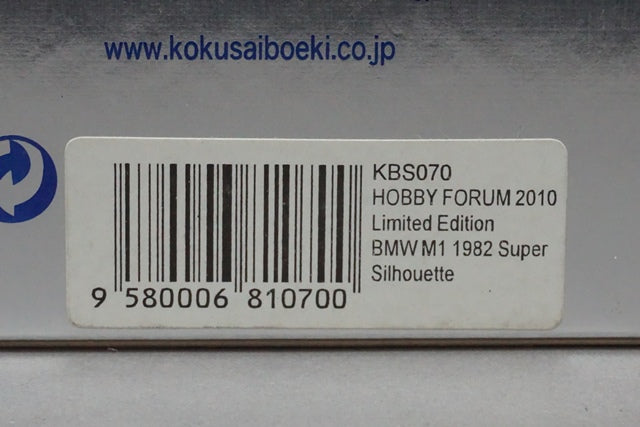 www.kokusaiboeki.co.jp
KBS070
HOBBY FORUM 2010
Limited Edition
BMW M1 1982 Super
Silhouette
9 580006 810700